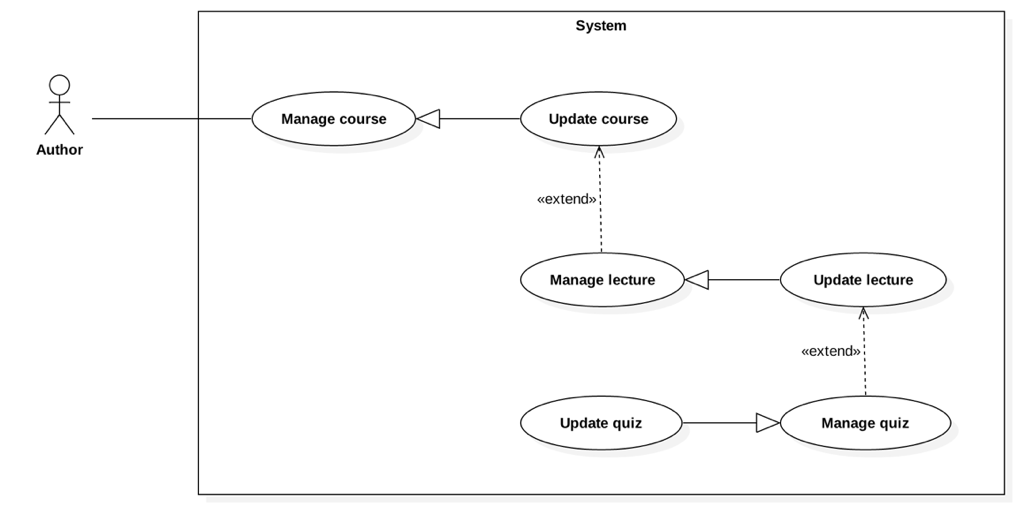 System
Manage course
Update course
Author
«extend»
Manage lecture
Update lecture
«extend»
Update quiz
Manage quiz